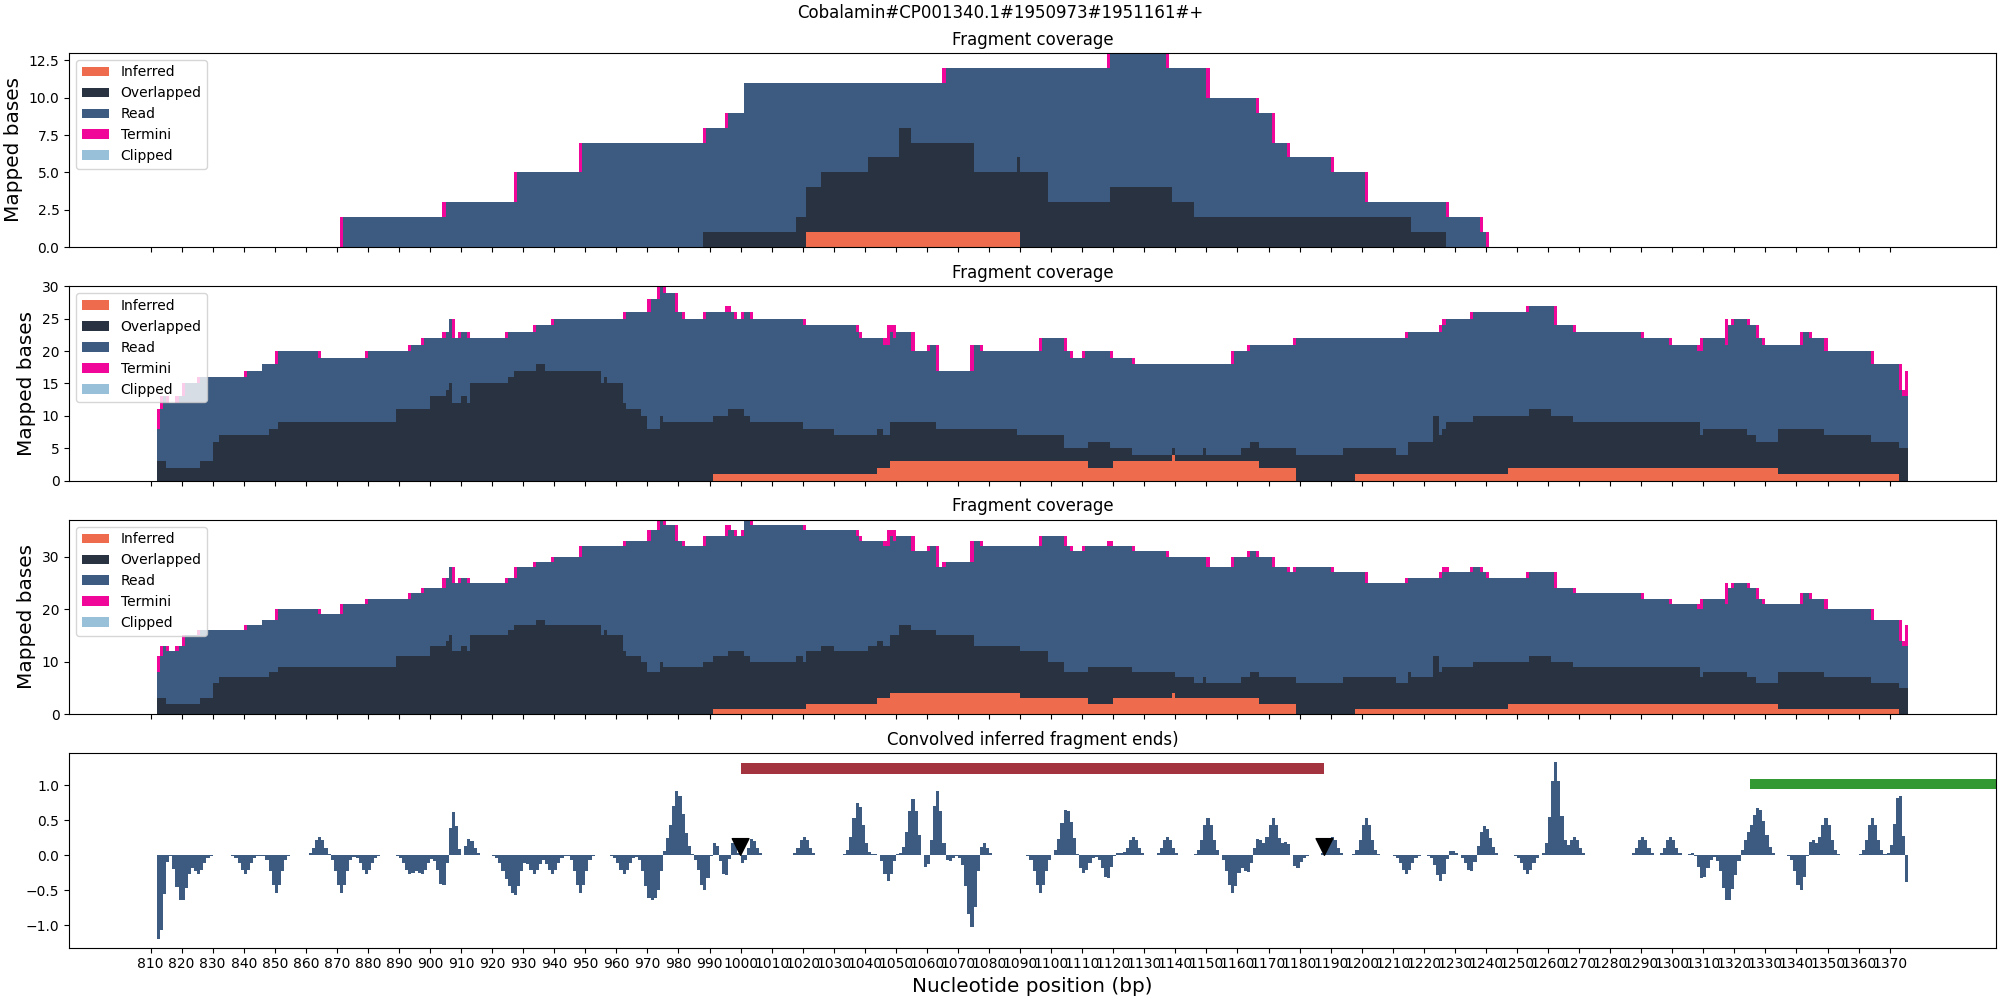 Cobalamin#CP001340.1#1950973#1951161#+
Fragment coverage
Mapped bases
12.5
10.0
7.5
5.0
2.5
0.0
Inferred
Overlapped
Read
Termini
Clipped
Fragment coverage
Mapped bases
30
25
20
15
10
5
0
Inferred
Overlapped
Read
Termini
Clipped
Fragment coverage
Mapped bases
30
20
10
0
Inferred
Overlapped
Read
Termini
Clipped
Convolved inferred fragment ends)
1.0
0.5
0.0
−0.5
−1.0
810 820 830 840 850 860 870 880 890 900 910 920 930 940 950 960 970 980 990 1000 1010 1020 1030 1040 1050 1060 1070 1080 1090 1100 1110 1120 1130 1140 1150 1160 1170 1180 1190 1200 1210 1220 1230 1240 1250 1260 1270 1280 1290 1300 1310 1320 1330 1340 1350 1360 1370
Nucleotide position (bp)